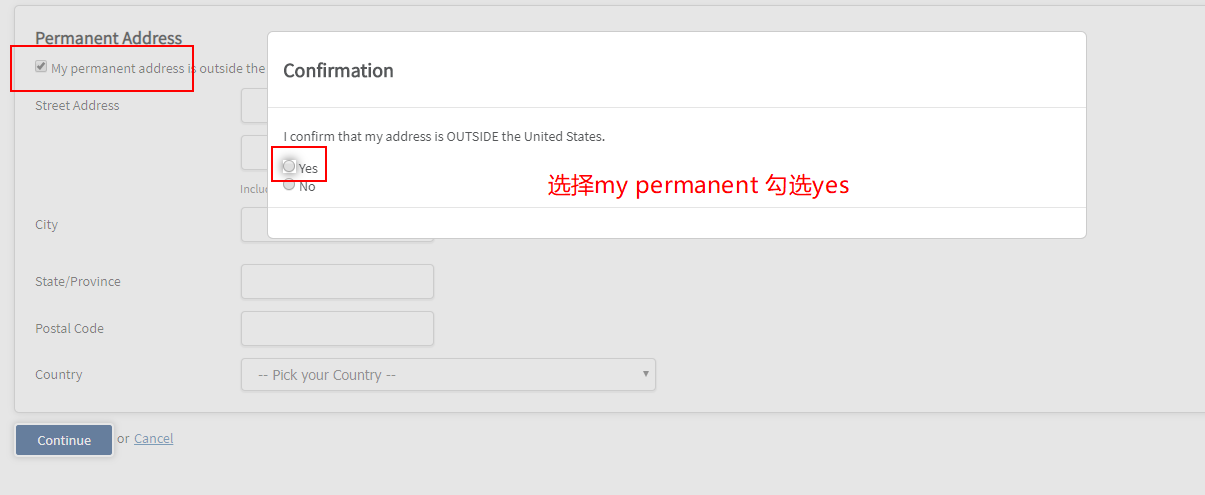 Permanent Address
My permanent address is outside the
Street Address
Confirmation
I confirm that my address is OUTSIDE the United States.
Yes
No
选择my permanent 勾选yes
City
State/Province
Postal Code
Country
-- Pick your Country --
Continue or Cancel